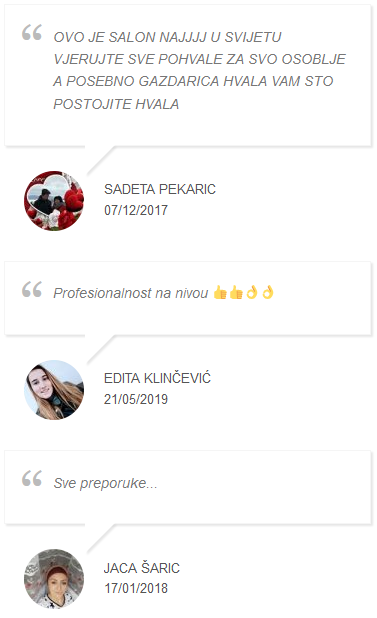 “ OVO JE SALON NAJJJJ U SVIJETU
VJERUJTE SVE POHVALE ZA SVO OSOBLJE
A POSEBNO GAZDARICA HVALA VAM STO
POSTOJITE HVALA
SADETA PEKARIC
07/12/2017
“ Profesionalnost na nivou 👍👍👌👌
EDITA KLINČEVIĆ
21/05/2019
“ Sve preporuke...
JACA ŠARIC
17/01/2018